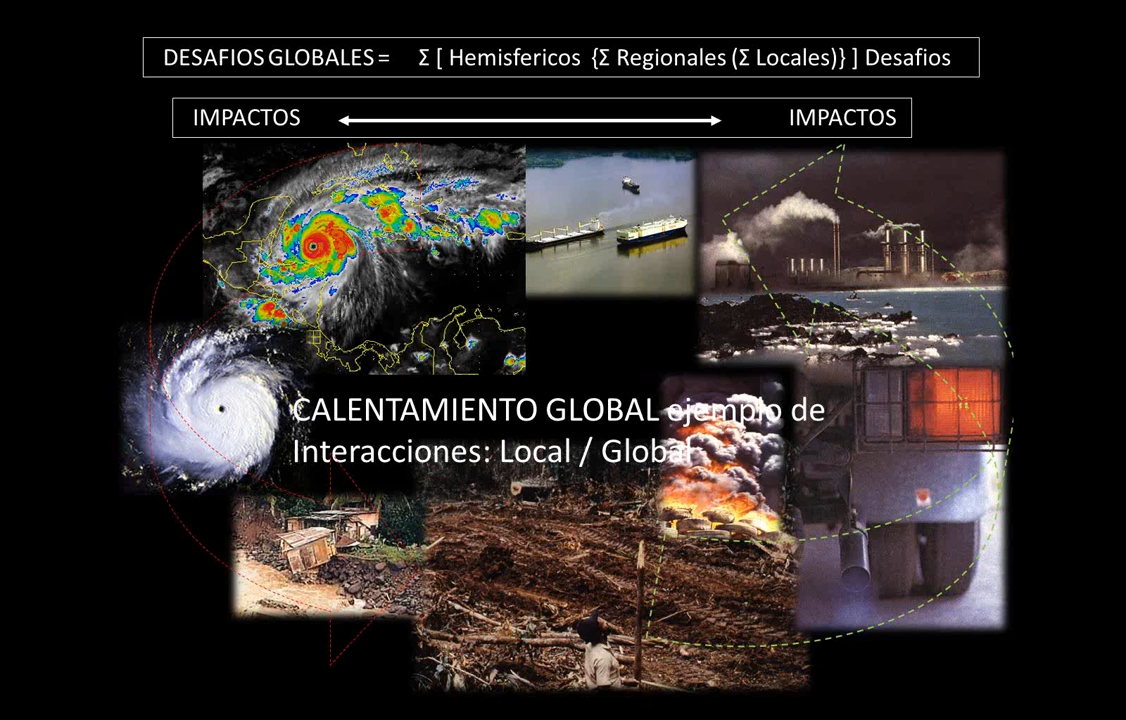 DESAFIOS GLOBALES = Σ [ Hemisfericos {Σ Regionales (Σ Locales)} ] Desafios
IMPACTOS IMPACTOS
CALENTAMIENTO GLOBAL ejemplo de
Interacciones: Local / Global